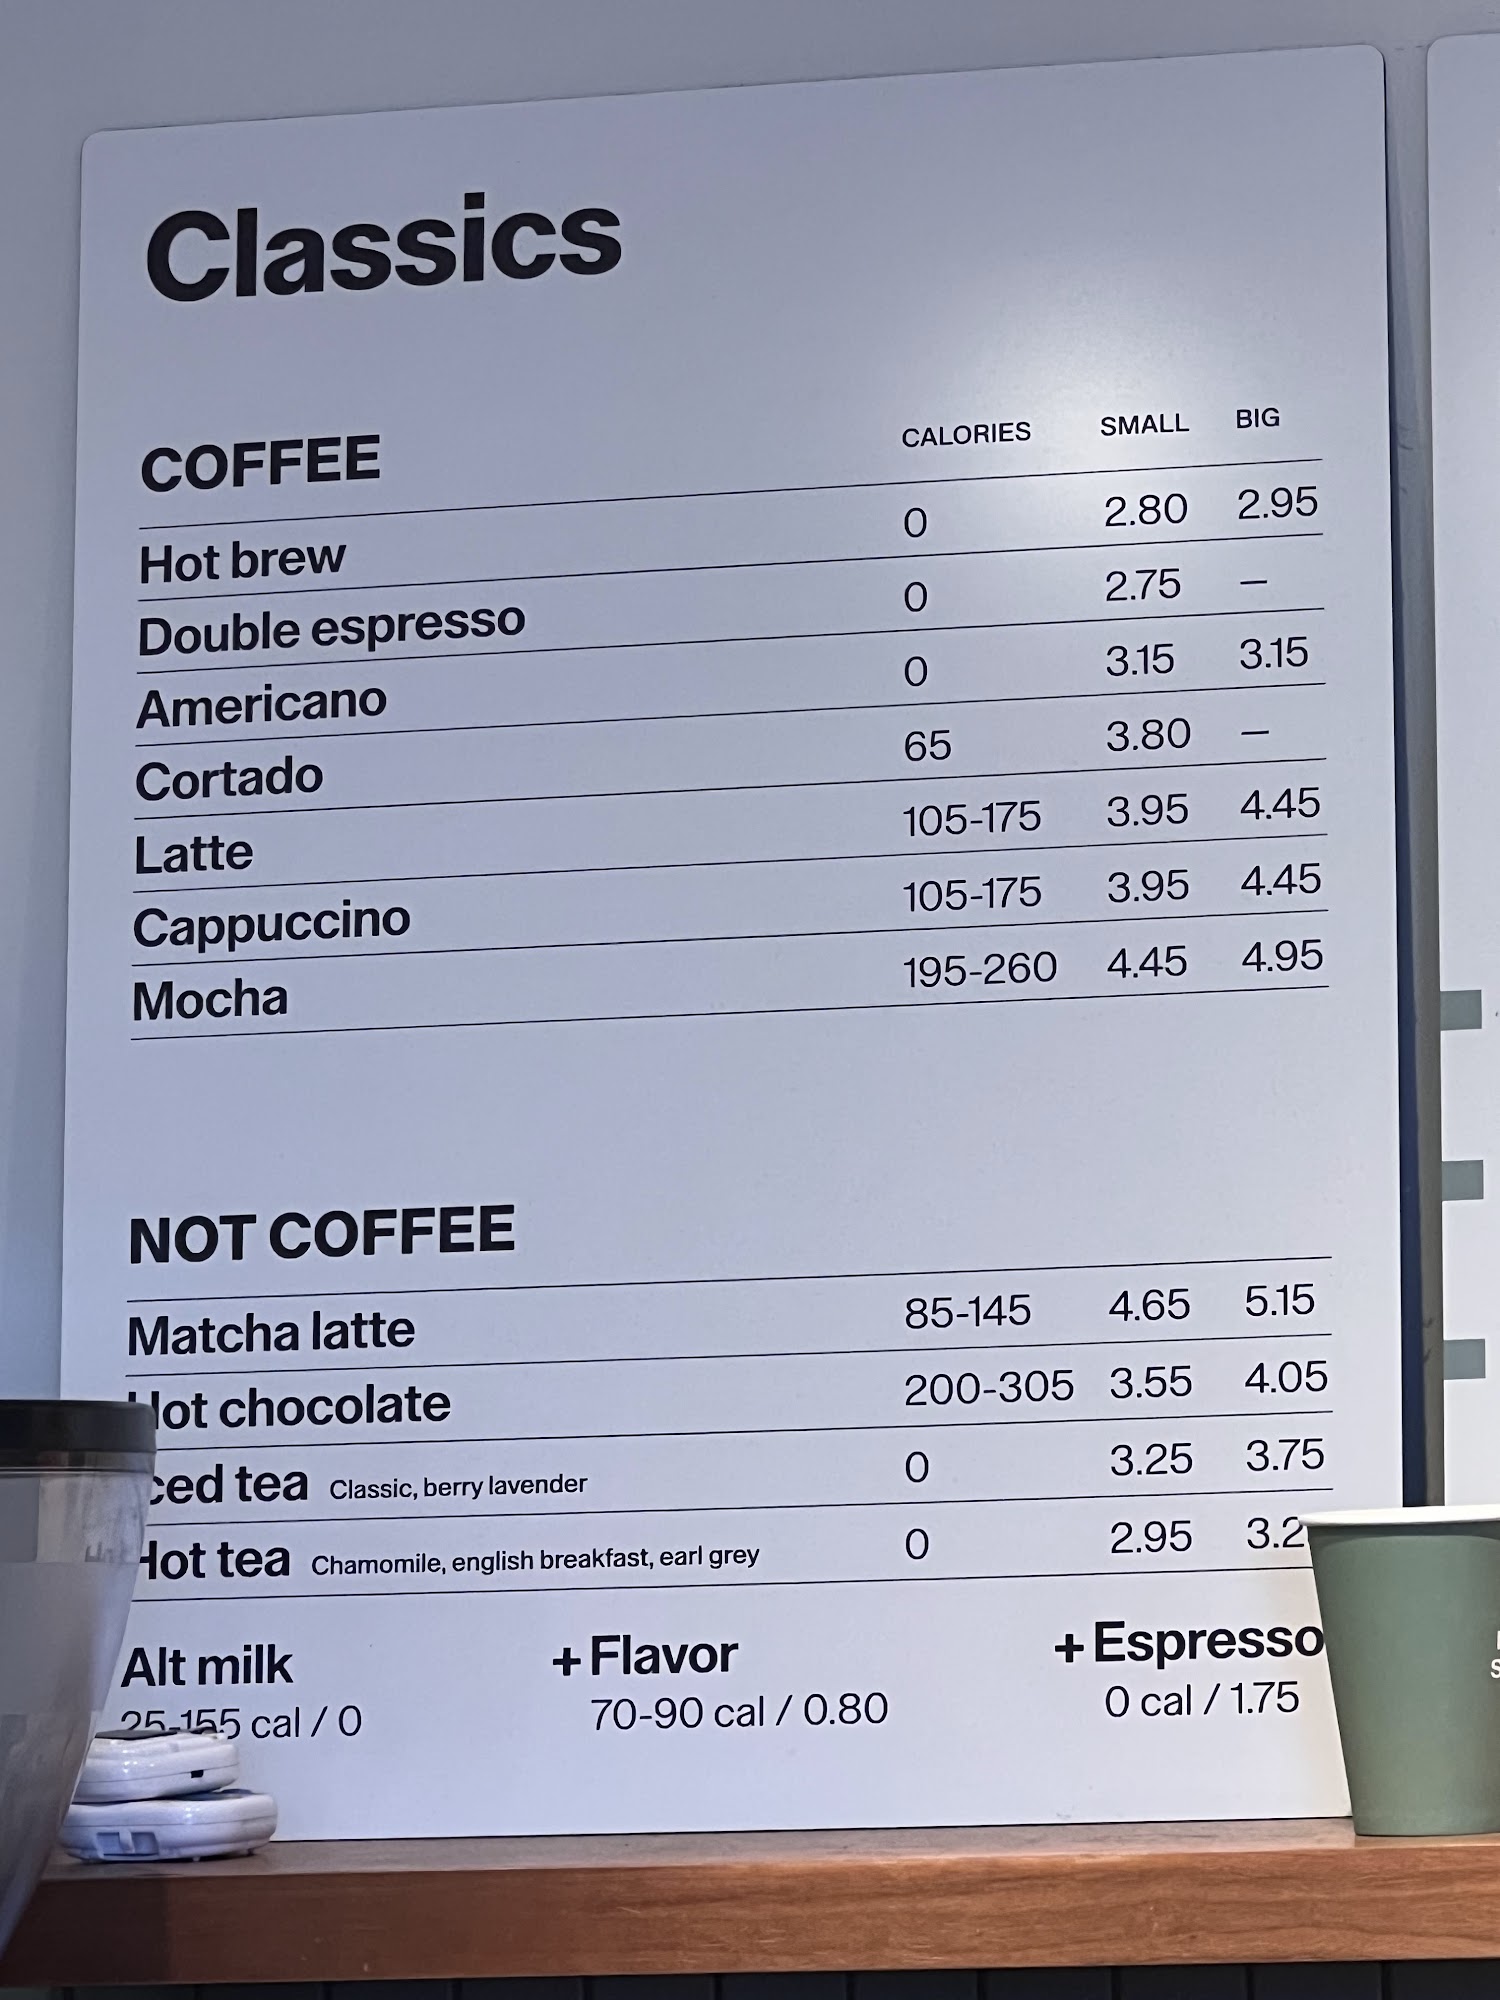 Classics
COFFEE CALORIES SMALL BIG
Hot brew 0 2.80 2.95
Double espresso 0 2.75 –
Americano 0 3.15 3.15
Cortado 65 3.80 –
Latte 105-175 3.95 4.45
Cappuccino 105-175 3.95 4.45
Mocha 195-260 4.45 4.95
NOT COFFEE
Matcha latte 85-145 4.65 5.15
Hot chocolate 200-305 3.55 4.05
Iced tea Classic, berry lavender 0 3.25 3.75
Hot tea Chamomile, english breakfast, earl grey 0 2.95
Alt milk +Flavor +Espresso
25-155 cal / 0 70-90 cal / 0.80 0 cal / 1.75